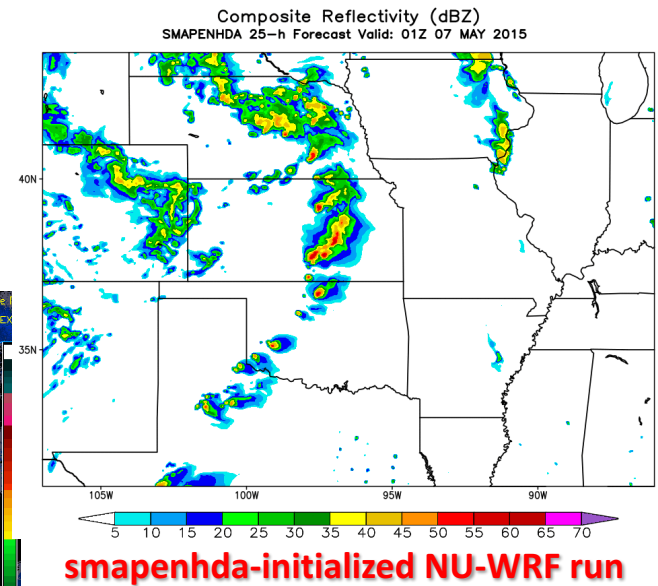 Composite Reflectivity (dBZ)
SMAPENHDA 25-h Forecast Valid: 01Z 07 MAY 2015
40N
35N
105W 100W 95W 90W
5 10 15 20 25 30 35 40 45 50 55 60 65 70
smapenhda-initialized NU-WRF run